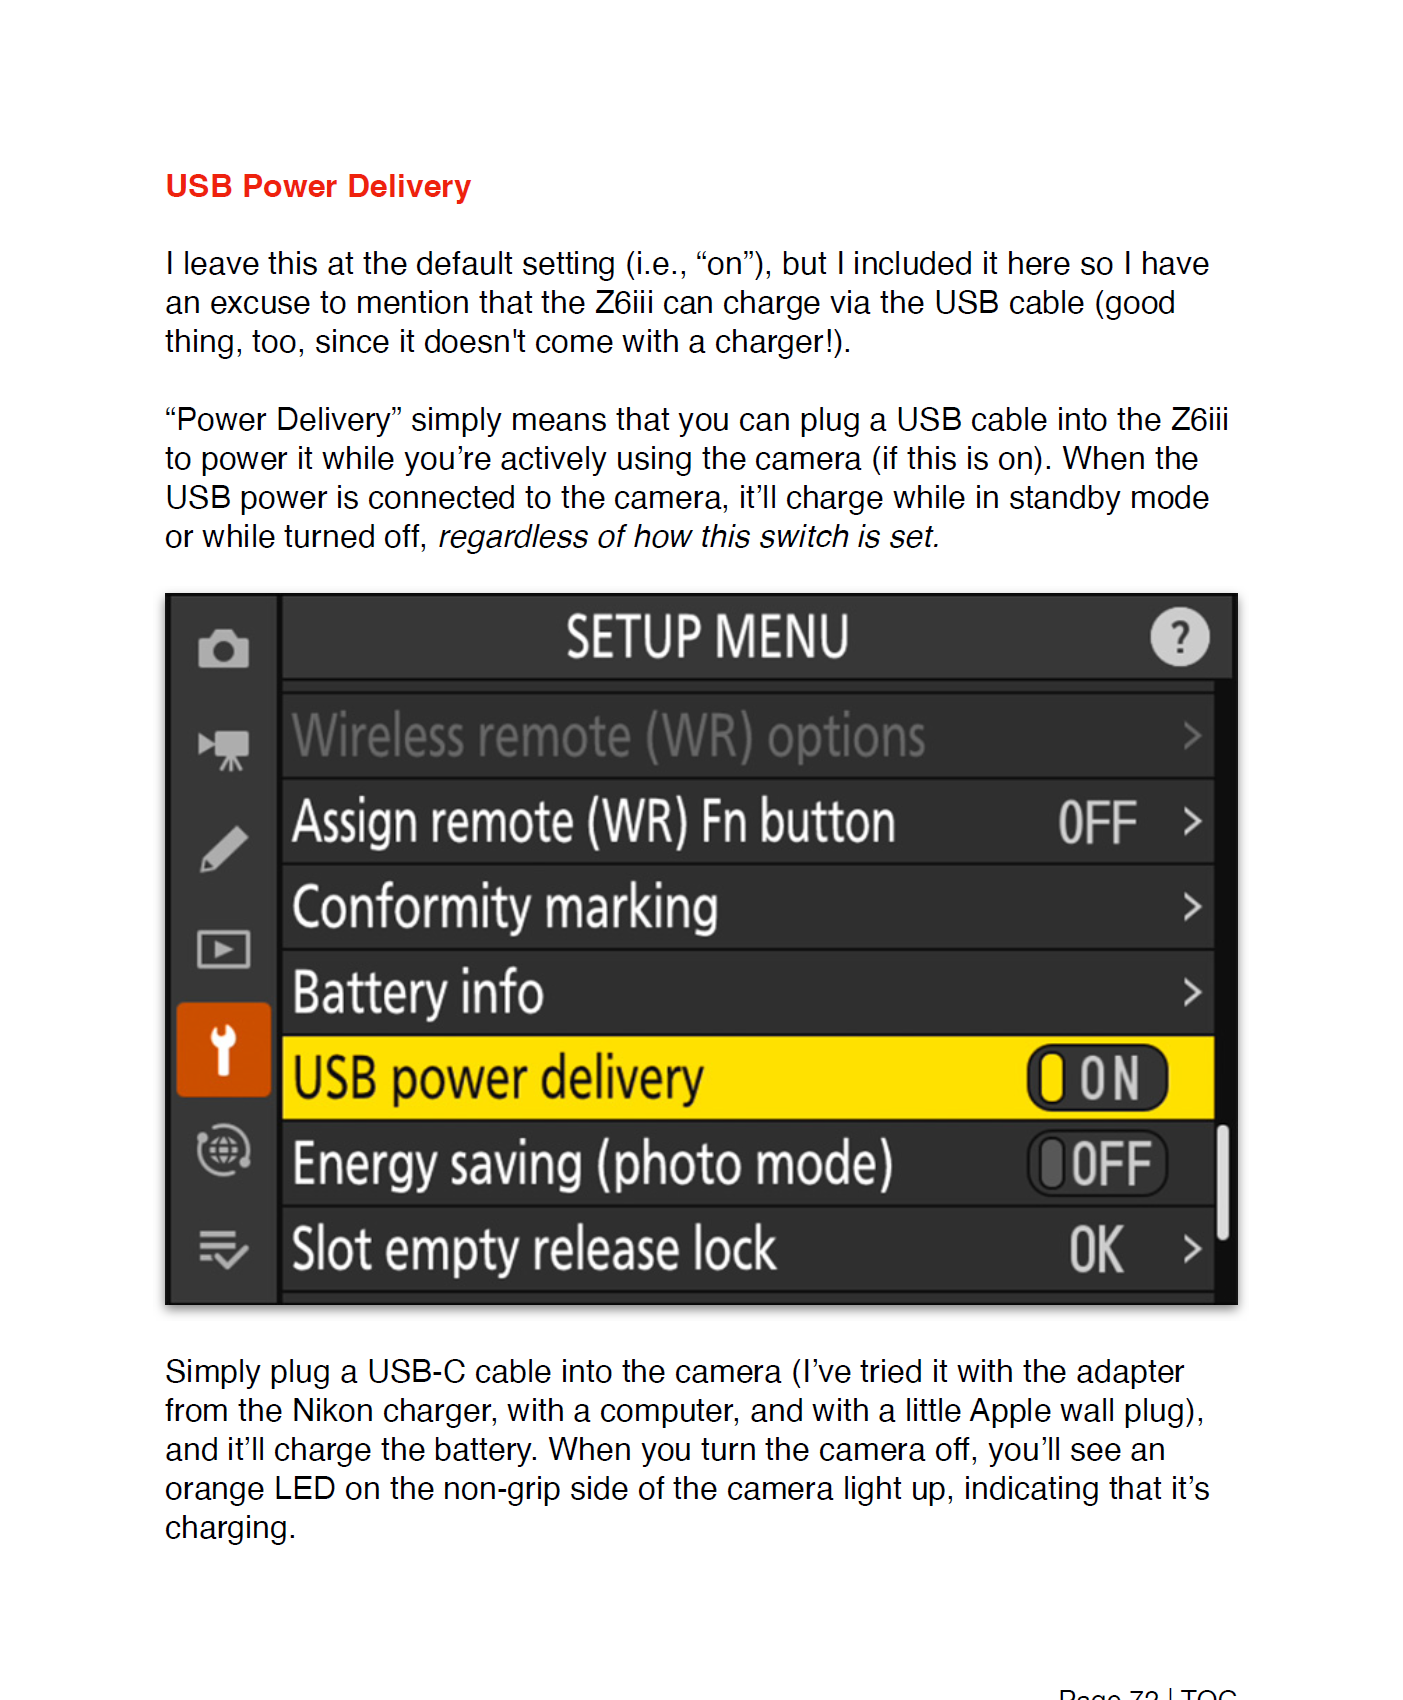 USB Power Delivery
I leave this at the default setting (i.e., “on”), but I included it here so I have
an excuse to mention that the Z6iii can charge via the USB cable (good
thing, too, since it doesn't come with a charger!).
“Power Delivery” simply means that you can plug a USB cable into the Z6iii
to power it while you’re actively using the camera (if this is on). When the
USB power is connected to the camera, it’ll charge while in standby mode
or while turned off, regardless of how this switch is set.
SETUP MENU ?
Wireless remote (WR) options >
Assign remote (WR) Fn button OFF >
Conformity marking >
Battery info >
USB power delivery ON
Energy saving (photo mode) OFF
Slot empty release lock OK >
Simply plug a USB-C cable into the camera (I’ve tried it with the adapter
from the Nikon charger, with a computer, and with a little Apple wall plug),
and it’ll charge the battery. When you turn the camera off, you’ll see an
orange LED on the non-grip side of the camera light up, indicating that it’s
charging.
Page 72 | TOC